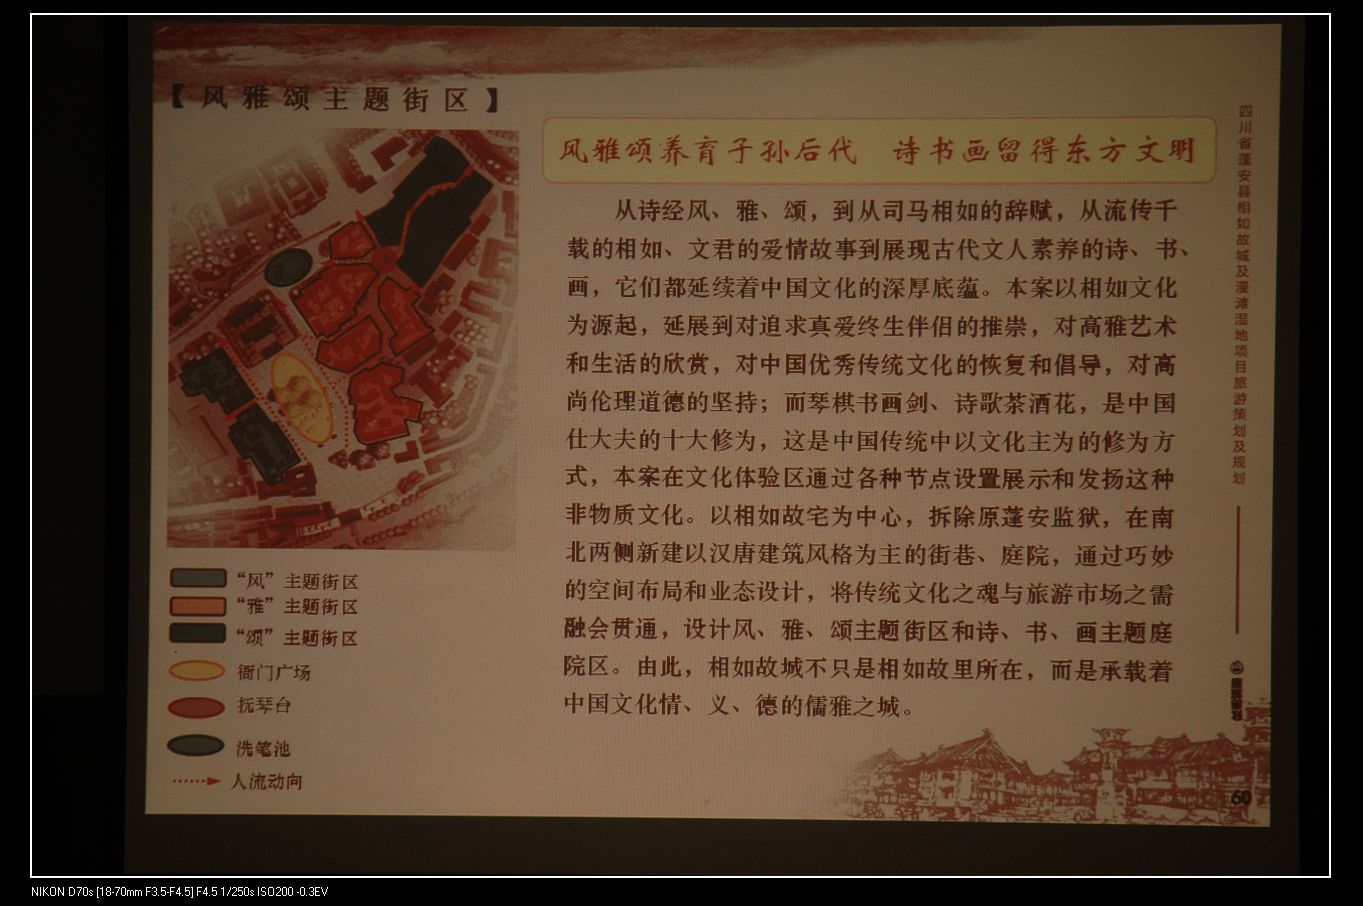 【风雅颂主题街区】
风雅颂养育子孙后代 诗书画留得东方文明
从诗经风、雅、颂，到从司马相如的辞赋，从流传千
载的相如、文君的爱情故事到展现古代文人素养的诗、书、
画，它们都延续着中国文化的深厚底蕴。本案以相如文化
为源起，延展到对追求真爱终生伴侣的推崇，对高雅艺术
和生活的欣赏，对中国优秀传统文化的恢复和倡导，对高
尚伦理道德的坚持；而琴棋书画剑、诗歌茶酒花，是中国
仕大夫的十大修为，这是中国传统中以文化主为的修为方
式，本案在文化体验区通过各种节点设置展示和发扬这种
非物质文化。以相如故宅为中心，拆除原蓬安监狱，在南
北两侧新建以汉唐建筑风格为主的街巷、庭院，通过巧妙
的空间布局和业态设计，将传统文化之魂与旅游市场之需
融会贯通，设计风、雅、颂主题街区和诗、书、画主题庭
院区。由此，相如故城不只是相如故里所在，而是承载着
中国文化情、义、德的儒雅之城。
“风”主题街区
“雅”主题街区
“颂”主题街区
衙门广场
抚琴台
洗笔池
人流动向
四川省蓬安县相如故城及漫滩湿地项目旅游策划及规划
60
NIKON D70s [18-70mm F3.5-F4.5] F4.5 1/250s ISO200 -0.3EV